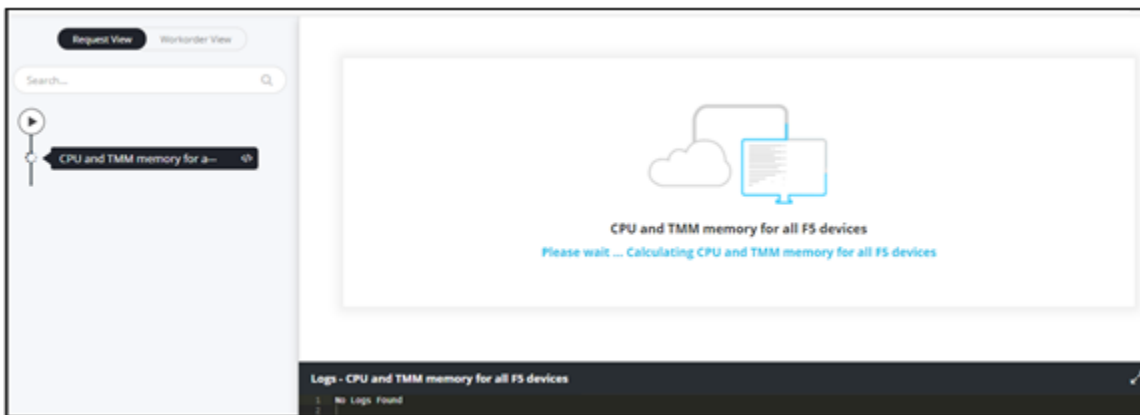 Request View Workorder View
Search...
CPU and TMM memory for a... </>
CPU and TMM memory for all F5 devices
Please wait ... Calculating CPU and TMM memory for all F5 devices
Logs - CPU and TMM memory for all F5 devices
1 No Logs Found
2